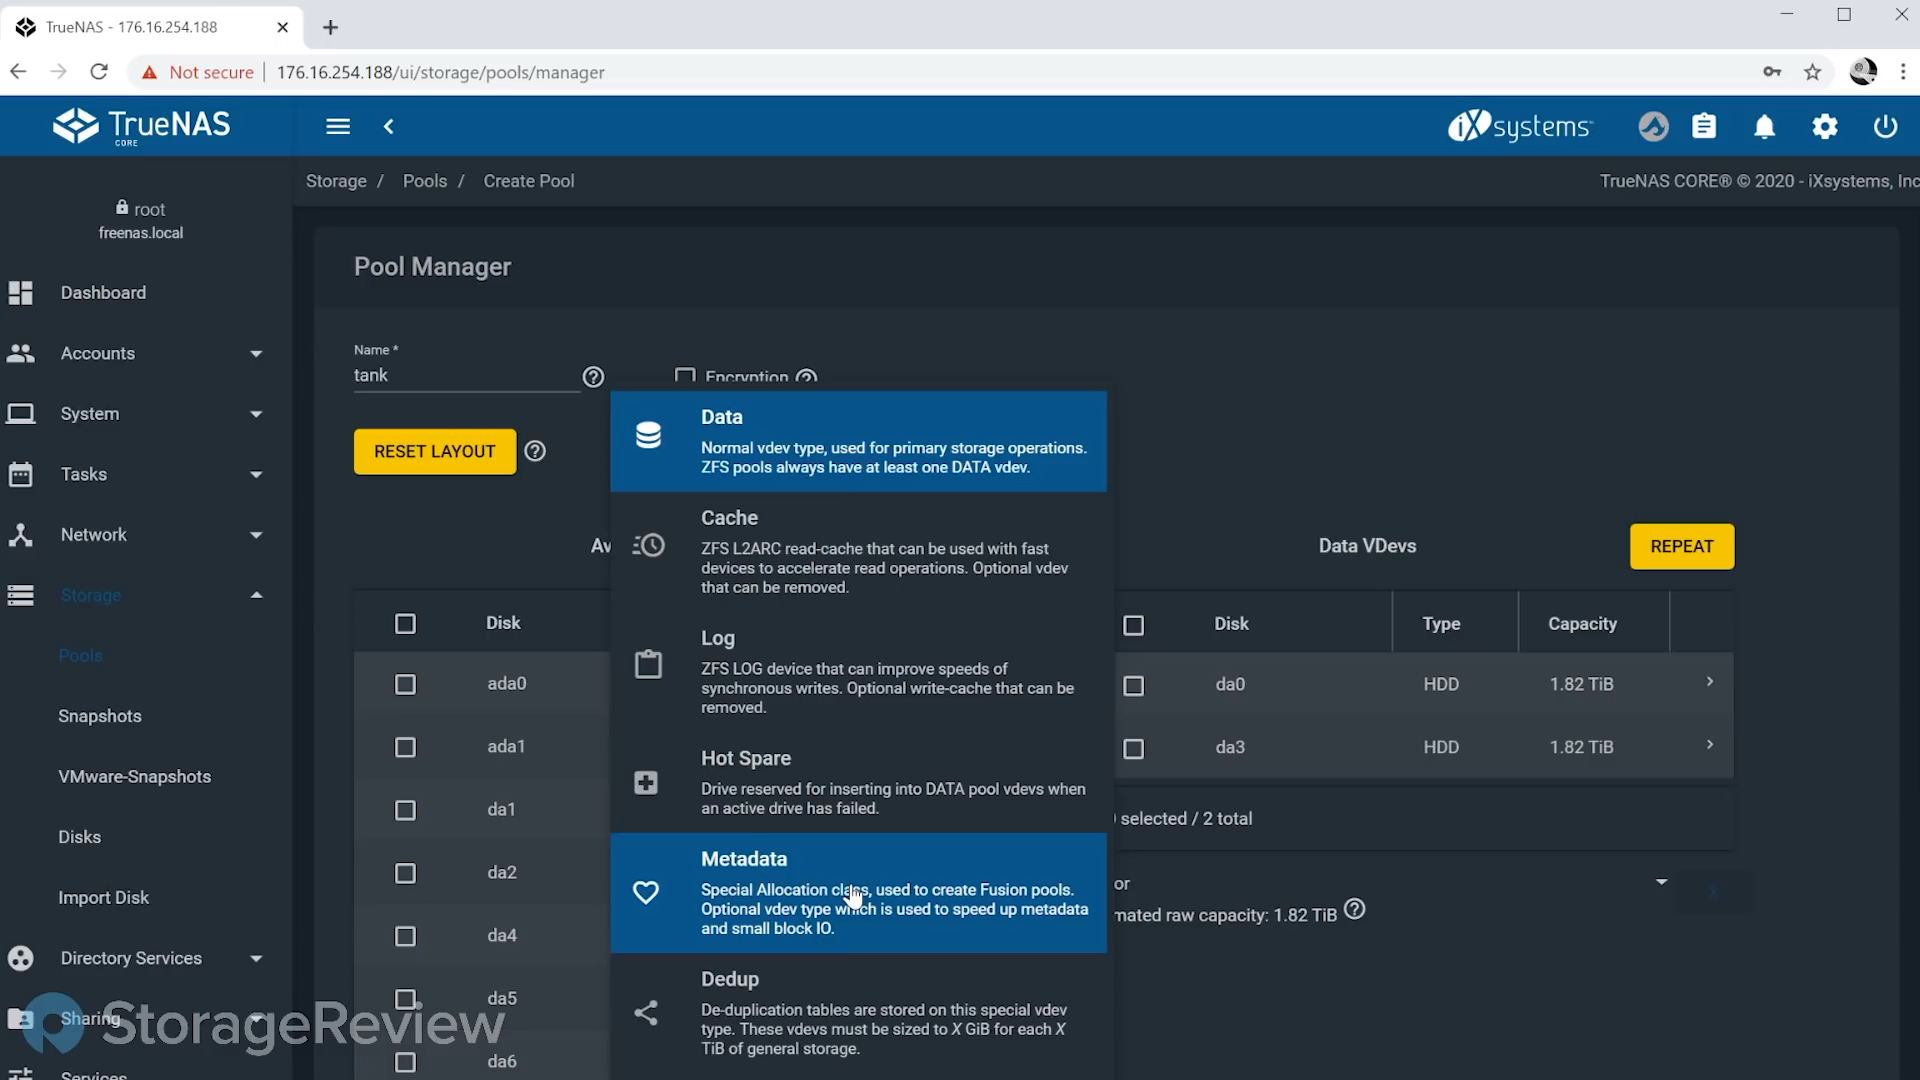 TrueNAS - 176.16.254.188
Not secure
176.16.254.188/ui/storage/pools/manager
TrueNAS
CORE
iXsystems
Storage / Pools / Create Pool
TrueNAS CORE® © 2020 - iXsystems, Inc
root
freenas.local
Dashboard
Accounts
System
Tasks
Network
Storage
Pools
Snapshots
VMware-Snapshots
Disks
Import Disk
Directory Services
Sharing
Services
StorageReview
Pool Manager
Name *
tank
Encryption
RESET LAYOUT
Av
Disk
ada0
ada1
da1
da2
da4
da5
da6
Data
Normal vdev type, used for primary storage operations.
ZFS pools always have at least one DATA vdev.
Cache
ZFS L2ARC read-cache that can be used with fast
devices to accelerate read operations. Optional vdev
that can be removed.
Log
ZFS LOG device that can improve speeds of
synchronous writes. Optional write-cache that can be
removed.
Hot Spare
Drive reserved for inserting into DATA pool vdevs when
an active drive has failed.
Metadata
Special Allocation class, used to create Fusion pools.
Optional vdev type which is used to speed up metadata
and small block IO.
Dedup
De-duplication tables are stored on this special vdev
type. These vdevs must be sized to X GiB for each X
TiB of general storage.
Data VDevs
REPEAT
Disk Type Capacity
da0 HDD 1.82 TiB
da3 HDD 1.82 TiB
selected / 2 total
or
mated raw capacity: 1.82 TiB